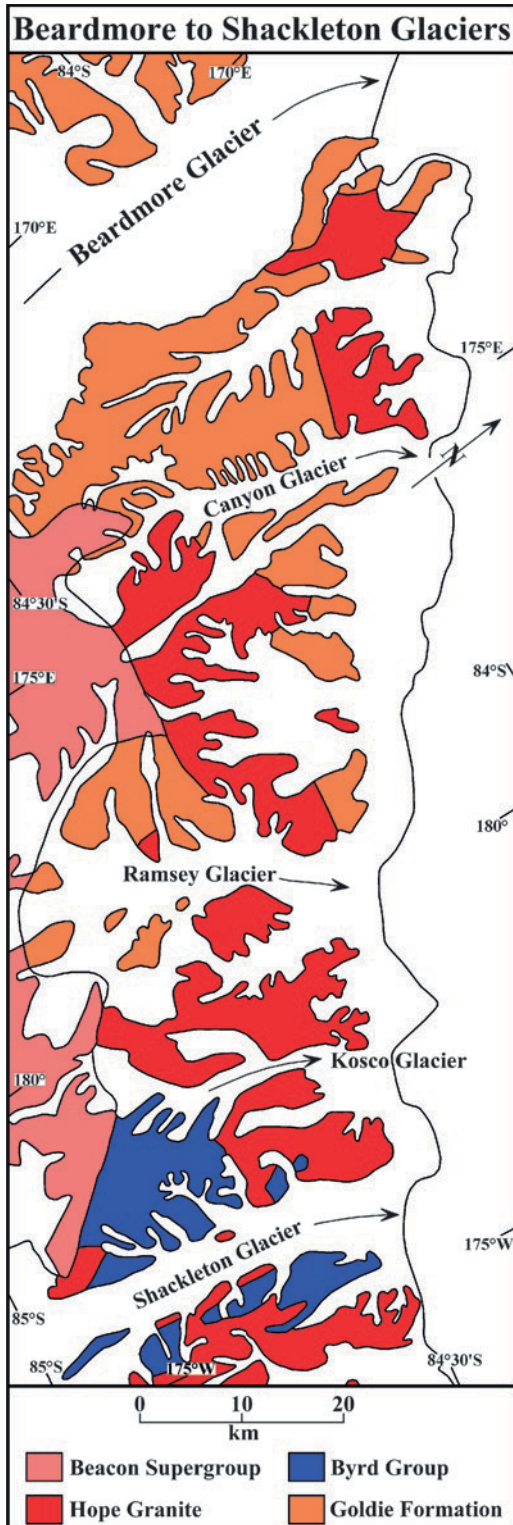 Beardmore to Shackleton Glaciers
84°S
170°E
Beardmore Glacier
170°E
175°E
N
Canyon Glacier
84°30'S
84°S
175°E
180°
Ramsey Glacier
Kosco Glacier
180°
Shackleton Glacier
175°W
85°S
85°S
175°W
84°30'S
0 10 20
km
Beacon Supergroup
Byrd Group
Hope Granite
Goldie Formation